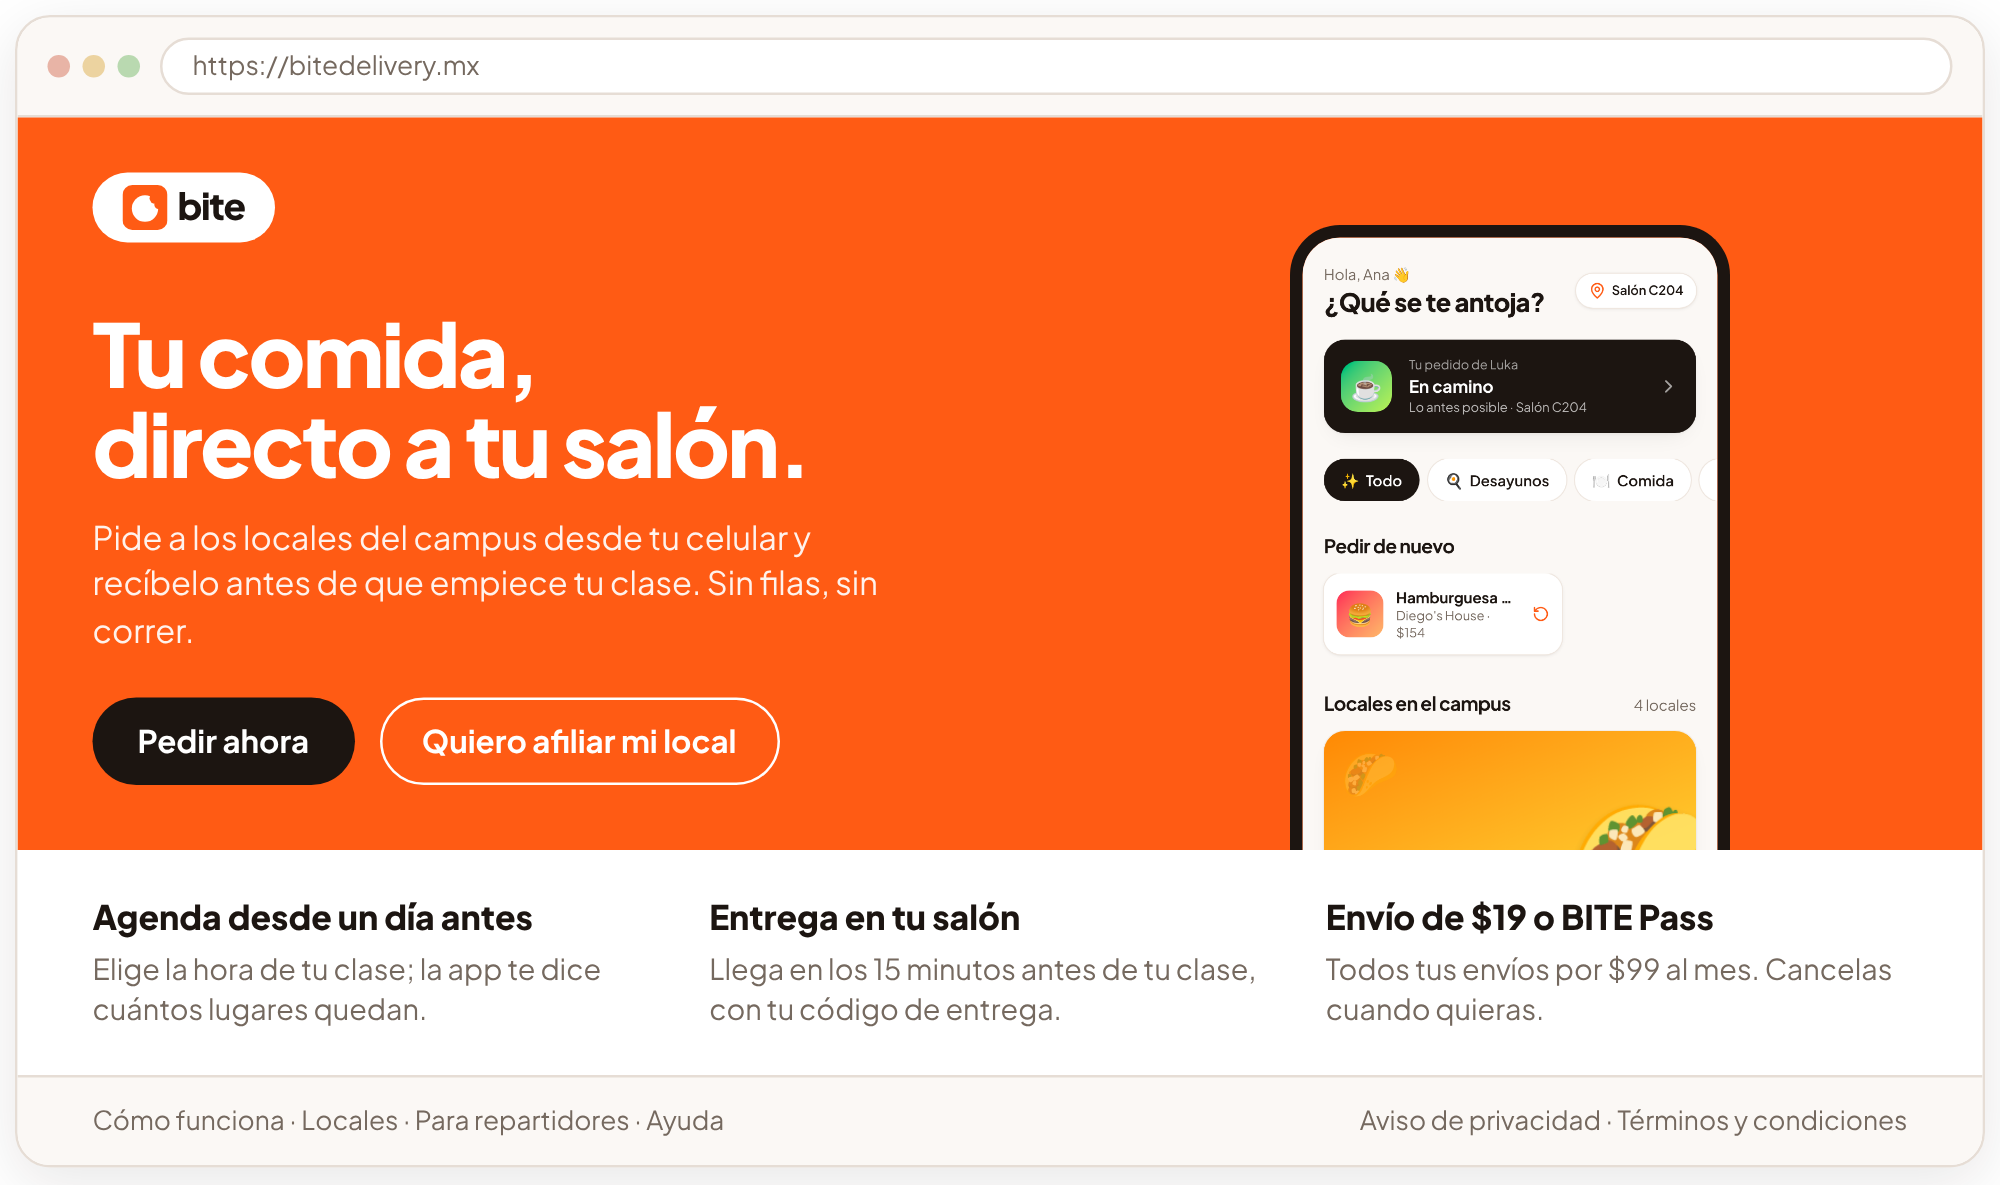 https://bitedelivery.mx
bite
Tu comida,
directo a tu salón.
Pide a los locales del campus desde tu celular y
recíbelo antes de que empiece tu clase. Sin filas, sin
correr.
Pedir ahora
Quiero afiliar mi local
Hola, Ana 👋
¿Qué se te antoja?
Salón C204
Tu pedido de Luka
En camino
Lo antes posible · Salón C204
✨ Todo
🍳 Desayunos
🍽️ Comida
Pedir de nuevo
Hamburguesa ...
Diego's House ·
$154
Locales en el campus
4 locales
Agenda desde un día antes
Elige la hora de tu clase; la app te dice
cuántos lugares quedan.
Entrega en tu salón
Llega en los 15 minutos antes de tu clase,
con tu código de entrega.
Envío de $19 o BITE Pass
Todos tus envíos por $99 al mes. Cancelas
cuando quieras.
Cómo funciona · Locales · Para repartidores · Ayuda
Aviso de privacidad · Términos y condiciones